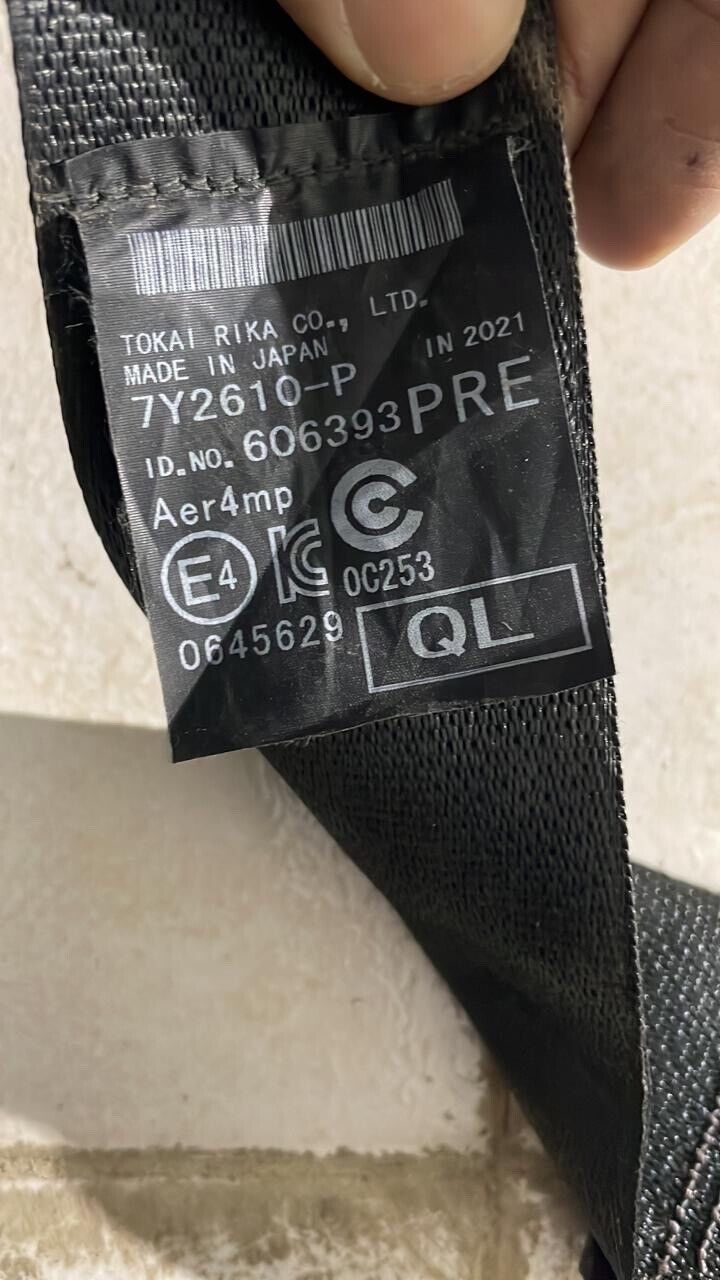 TOKAI RIKA CO., LTD.
MADE IN JAPAN IN 2021
7Y2610-P
ID.NO. 606393 PRE
Aer4mp
E4 KC C
0C253
0645629 QL